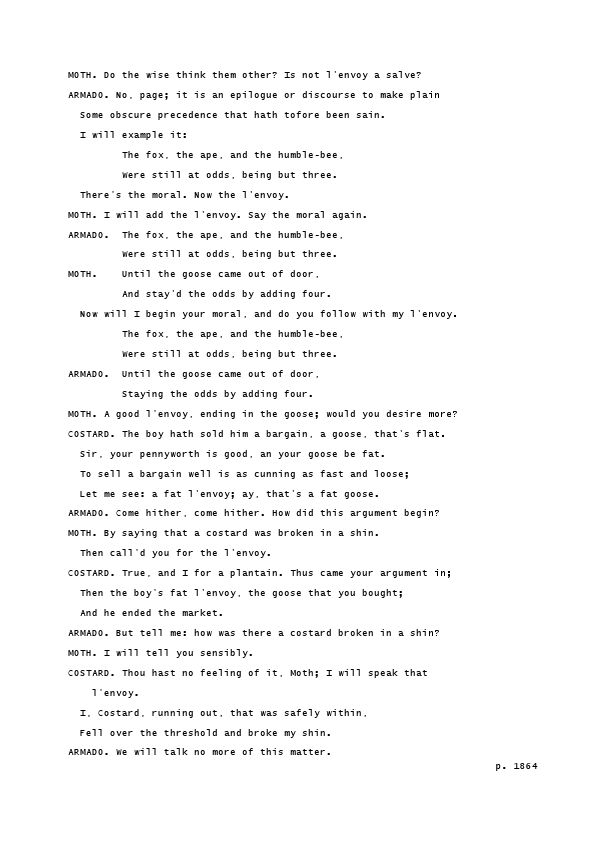 MOTH. Do the wise think them other? Is not l'envoy a salve?
ARMADO. No, page; it is an epilogue or discourse to make plain
Some obscure precedence that hath tofore been sain.
I will example it:
The fox, the ape, and the humble-bee,
Were still at odds, being but three.
There's the moral. Now the l'envoy.
MOTH. I will add the l'envoy. Say the moral again.
ARMADO. The fox, the ape, and the humble-bee,
Were still at odds, being but three.
MOTH. Until the goose came out of door,
And stay'd the odds by adding four.
Now will I begin your moral, and do you follow with my l'envoy.
The fox, the ape, and the humble-bee,
Were still at odds, being but three.
ARMADO. Until the goose came out of door,
Staying the odds by adding four.
MOTH. A good l'envoy, ending in the goose; would you desire more?
COSTARD. The boy hath sold him a bargain, a goose, that's flat.
Sir, your pennyworth is good, an your goose be fat.
To sell a bargain well is as cunning as fast and loose;
Let me see: a fat l'envoy; ay, that's a fat goose.
ARMADO. Come hither, come hither. How did this argument begin?
MOTH. By saying that a costard was broken in a shin.
Then call'd you for the l'envoy.
COSTARD. True, and I for a plantain. Thus came your argument in;
Then the boy's fat l'envoy, the goose that you bought;
And he ended the market.
ARMADO. But tell me: how was there a costard broken in a shin?
MOTH. I will tell you sensibly.
COSTARD. Thou hast no feeling of it, Moth; I will speak that
l'envoy.
I, Costard, running out, that was safely within,
Fell over the threshold and broke my shin.
ARMADO. We will talk no more of this matter.
p. 1864